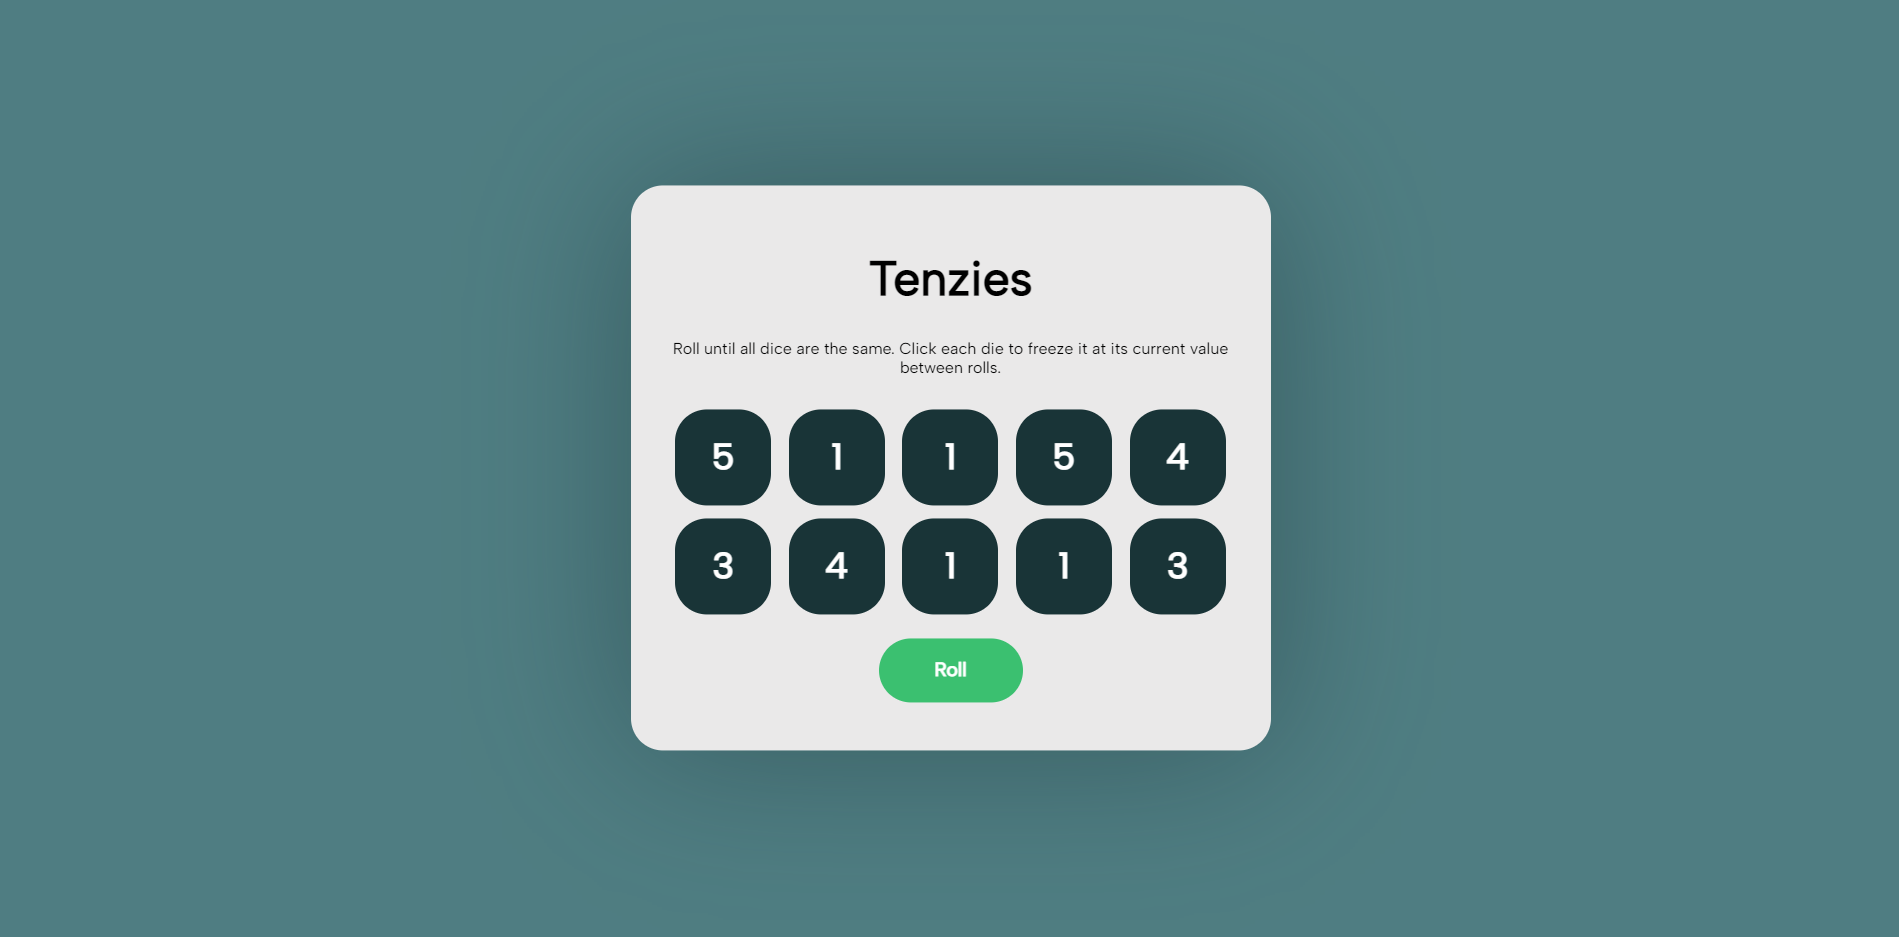 Tenzies
Roll until all dice are the same. Click each die to freeze it at its current value
between rolls.
5 1 1 5 4
3 4 1 1 3
Roll